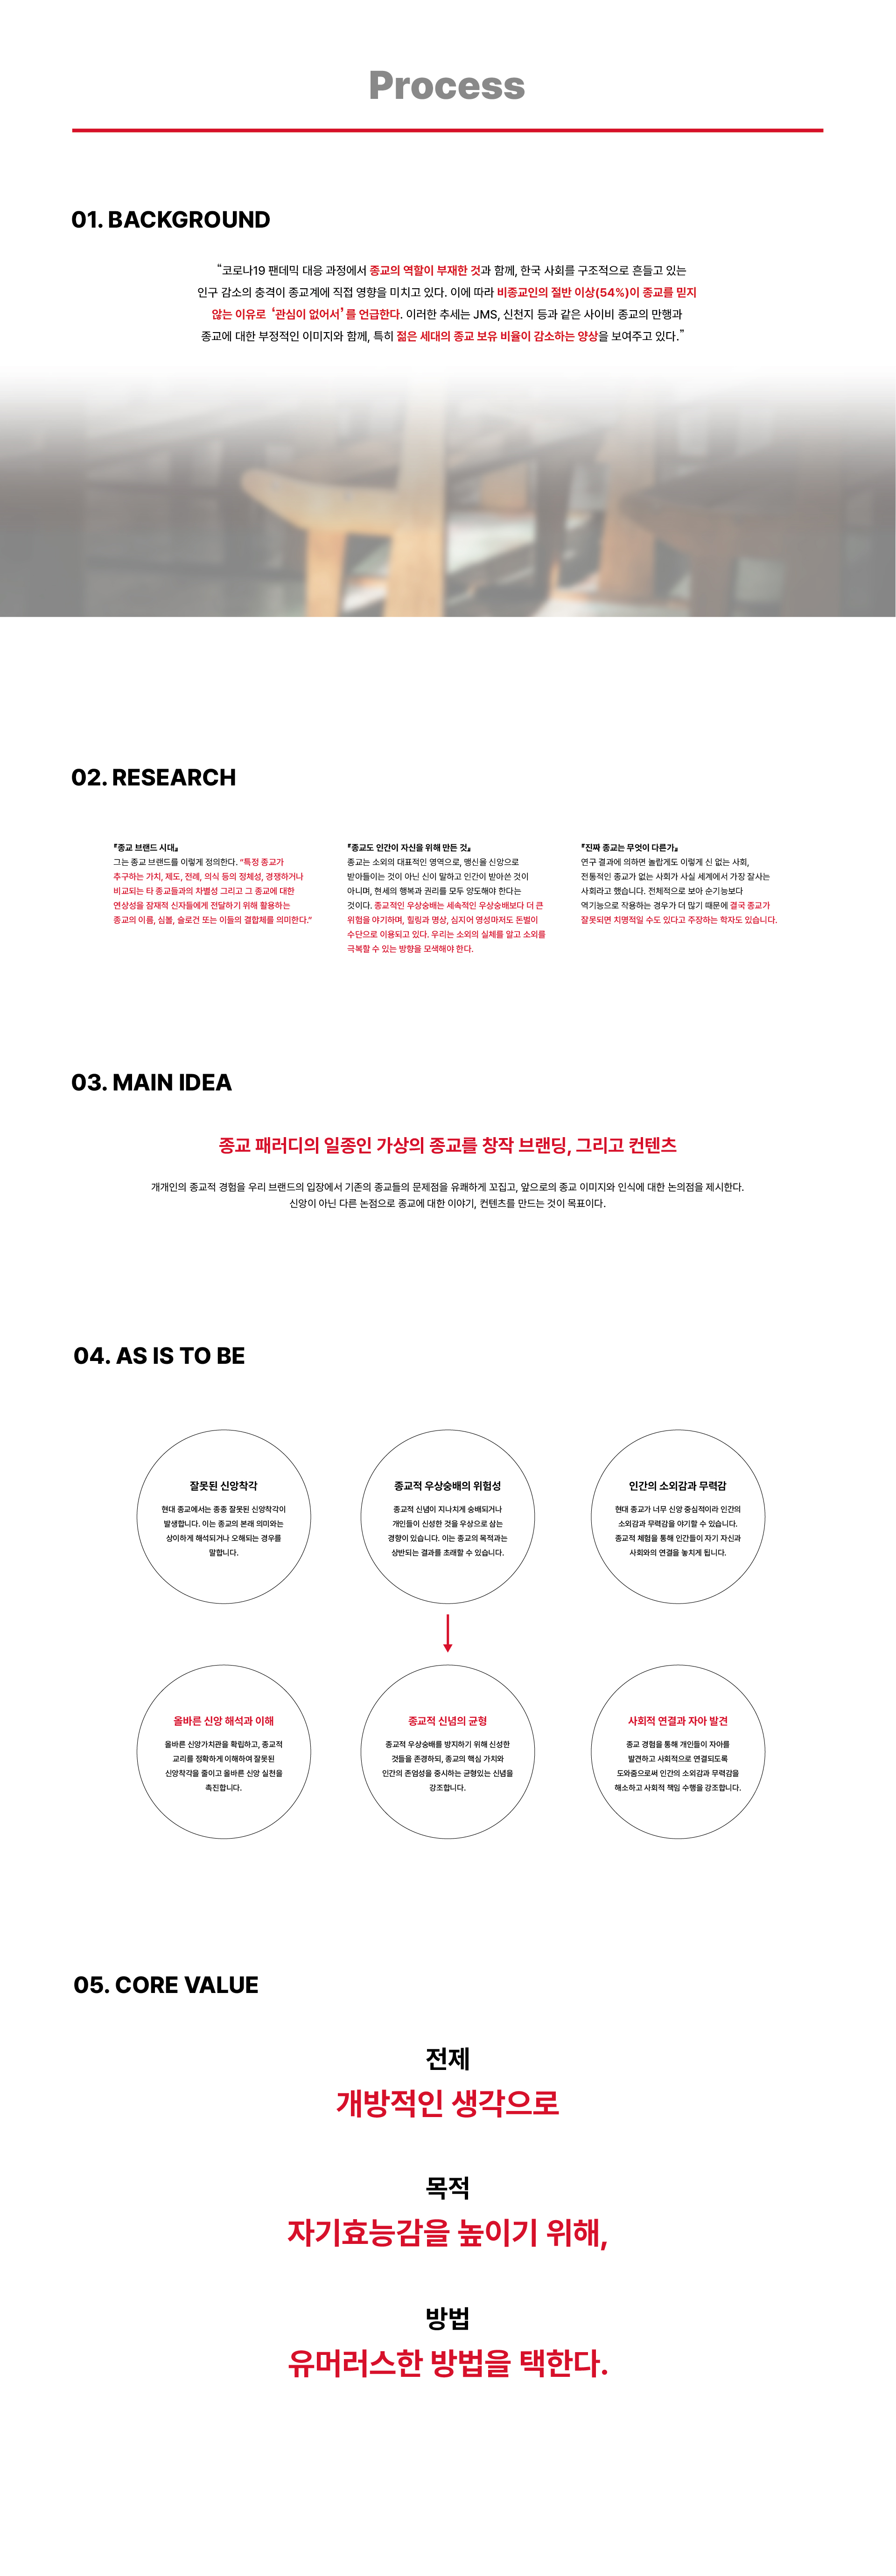 Process
01. BACKGROUND
“코로나19 팬데믹 대응 과정에서 종교의 역할이 부재한 것과 함께, 한국 사회를 구조적으로 흔들고 있는
인구 감소의 충격이 종교계에 직접 영향을 미치고 있다. 이에 따라 비종교인의 절반 이상(54%)이 종교를 믿지
않는 이유로 ‘관심이 없어서’를 언급한다. 이러한 추세는 JMS, 신천지 등과 같은 사이비 종교의 만행과
종교에 대한 부정적인 이미지와 함께, 특히 젊은 세대의 종교 보유 비율이 감소하는 양상을 보여주고 있다.”
02. RESEARCH
『종교 브랜드 시대』
그는 종교 브랜드를 이렇게 정의한다. “특정 종교가
추구하는 가치, 제도, 전례, 의식 등의 정체성, 경쟁하거나
비교되는 타 종교들과의 차별성 그리고 그 종교에 대한
연상성을 잠재적 신자들에게 전달하기 위해 활용하는
종교의 이름, 심볼, 슬로건 또는 이들의 결합체를 의미한다.”
『종교도 인간이 자신을 위해 만든 것』
종교는 소외의 대표적인 영역으로, 맹신을 신앙으로
받아들이는 것이 아닌 신이 말하고 인간이 받아쓴 것이
아니며, 현세의 행복과 권리를 모두 양도해야 한다는
것이다. 종교적인 우상숭배는 세속적인 우상숭배보다 더 큰
위험을 야기하며, 힐링과 명상, 심지어 영성마저도 돈벌이
수단으로 이용되고 있다. 우리는 소외의 실체를 알고 소외를
극복할 수 있는 방향을 모색해야 한다.
『진짜 종교는 무엇이 다른가』
연구 결과에 의하면 놀랍게도 이렇게 신 없는 사회,
전통적인 종교가 없는 사회가 사실 세계에서 가장 잘사는
사회라고 했습니다. 전체적으로 보아 순기능보다
역기능으로 작용하는 경우가 더 많기 때문에 결국 종교가
잘못되면 치명적일 수도 있다고 주장하는 학자도 있습니다.
03. MAIN IDEA
종교 패러디의 일종인 가상의 종교를 창작 브랜딩, 그리고 컨텐츠
개개인의 종교적 경험을 우리 브랜드의 입장에서 기존의 종교들의 문제점을 유쾌하게 꼬집고, 앞으로의 종교 이미지와 인식에 대한 논의점을 제시한다.
신앙이 아닌 다른 논점으로 종교에 대한 이야기, 컨텐츠를 만드는 것이 목표이다.
04. AS IS TO BE
잘못된 신앙착각
현대 종교에서는 종종 잘못된 신앙착각이
발생합니다. 이는 종교의 본래 의미와는
상이하게 해석되거나 오해되는 경우를
말합니다.
종교적 우상숭배의 위험성
종교적 신념이 지나치게 숭배되거나
개인들이 신성한 것을 우상으로 삼는
경향이 있습니다. 이는 종교의 목적과는
상반되는 결과를 초래할 수 있습니다.
인간의 소외감과 무력감
현대 종교가 너무 신앙 중심적이라 인간의
소외감과 무력감을 야기할 수 있습니다.
종교적 체험을 통해 인간들이 자기 자신과
사회와의 연결을 놓치게 됩니다.
올바른 신앙 해석과 이해
올바른 신앙가치관을 확립하고, 종교적
교리를 정확하게 이해하여 잘못된
신앙착각을 줄이고 올바른 신앙 실천을
촉진합니다.
종교적 신념의 균형
종교적 우상숭배를 방지하기 위해 신성한
것들을 존경하되, 종교의 핵심 가치와
인간의 존엄성을 중시하는 균형있는 신념을
강조합니다.
사회적 연결과 자아 발견
종교 경험을 통해 개인들이 자아를
발견하고 사회적으로 연결되도록
도와줌으로써 인간의 소외감과 무력감을
해소하고 사회적 책임 수행을 강조합니다.
05. CORE VALUE
전제
개방적인 생각으로
목적
자기효능감을 높이기 위해,
방법
유머러스한 방법을 택한다.